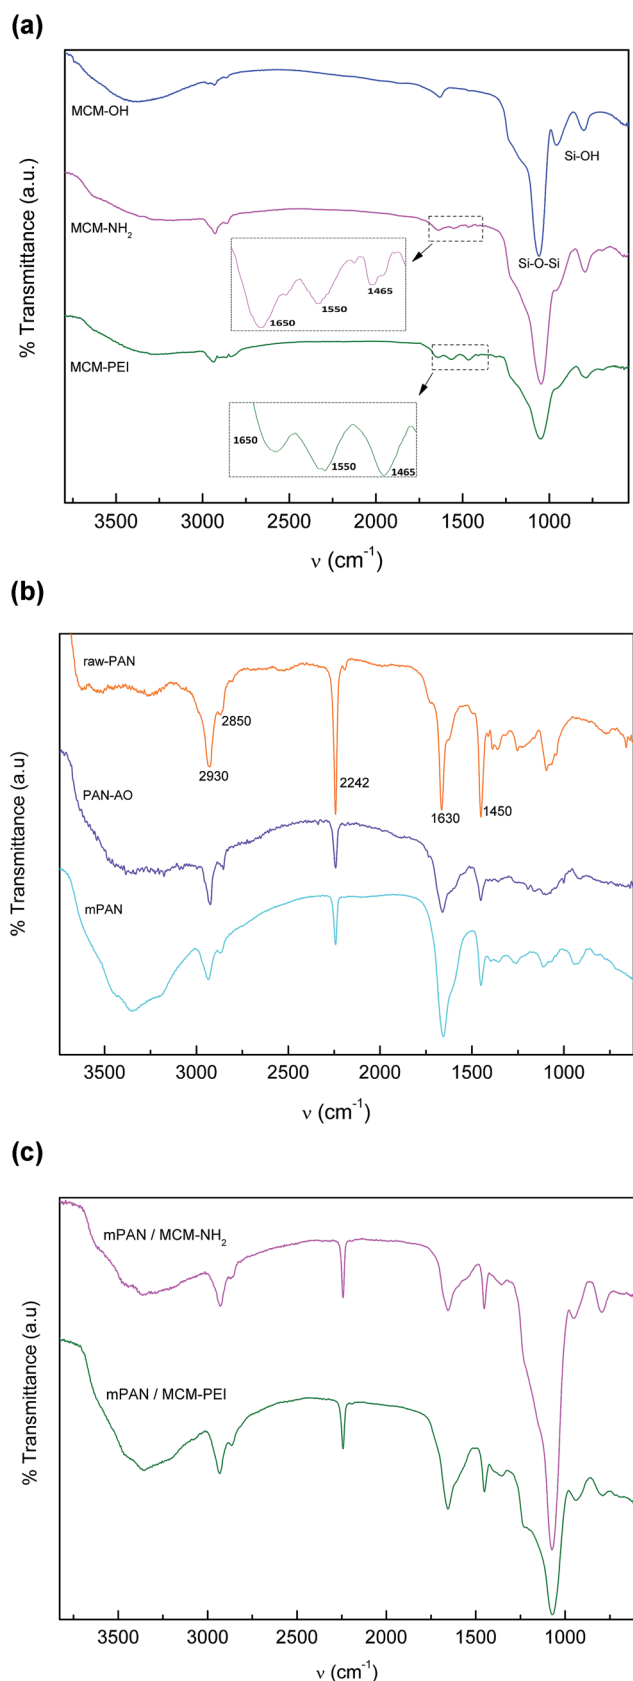 (a)
MCM-OH
Si-OH
MCM-NH₂
Si-O-Si
1650
1550
1465
MCM-PEI
1650
1550
1465
% Transmittance (a.u.)
3500 3000 2500 2000 1500 1000
ν (cm⁻¹)
(b)
raw-PAN
2850
2930
2242
1630
1450
PAN-AO
mPAN
% Transmittance (a.u)
3500 3000 2500 2000 1500 1000
ν (cm⁻¹)
(c)
mPAN / MCM-NH₂
mPAN / MCM-PEI
% Transmittance (a.u)
3500 3000 2500 2000 1500 1000
ν (cm⁻¹)